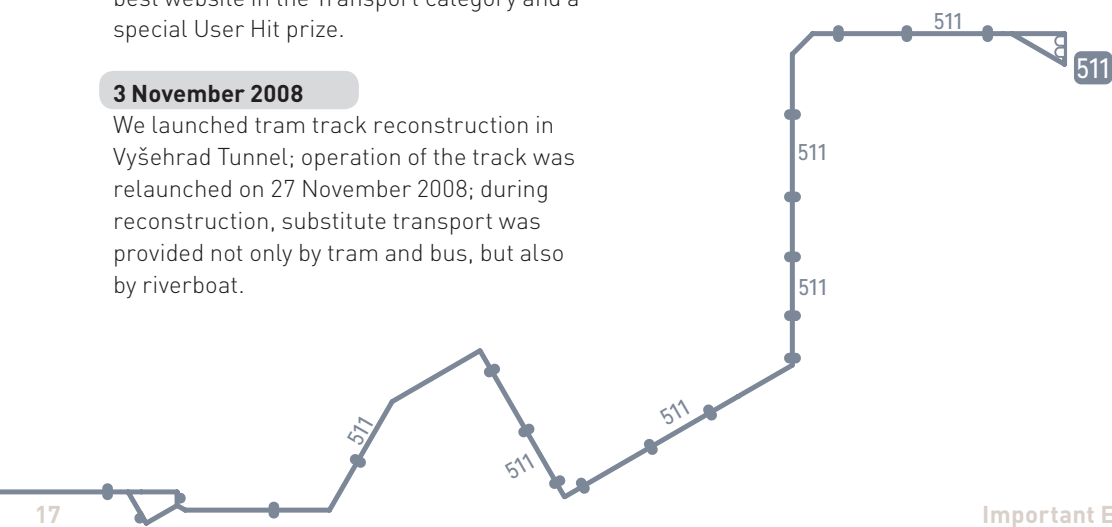 best website in the Transport category and a
special User Hit prize.
3 November 2008
We launched tram track reconstruction in
Vyšehrad Tunnel; operation of the track was
relaunched on 27 November 2008; during
reconstruction, substitute transport was
provided not only by tram and bus, but also
by riverboat.
511
511
511
511
511
511
511
17
Important E